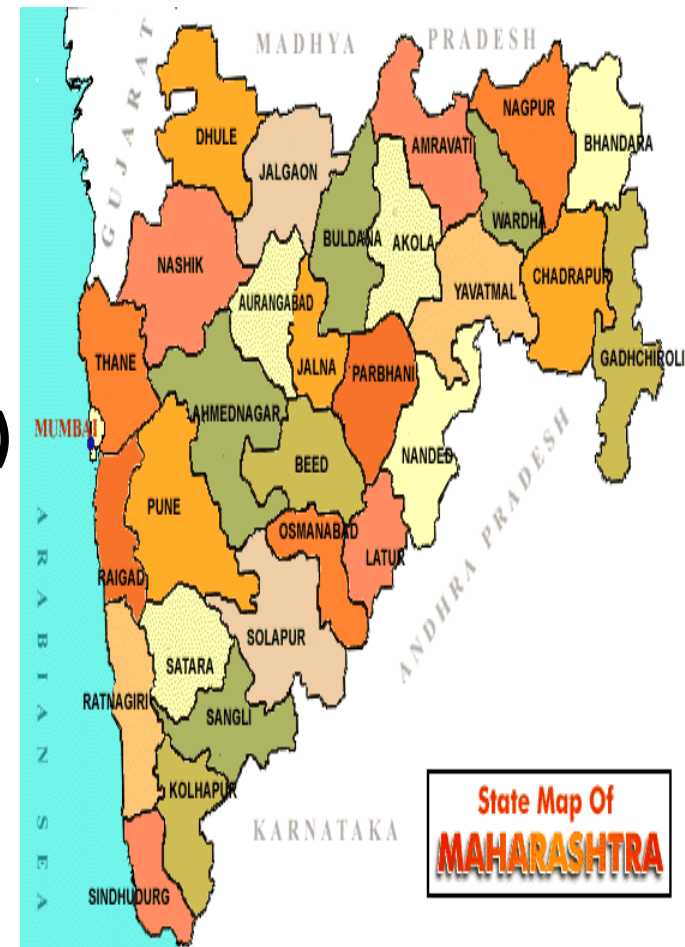 MADHYA PRADESH
GUJARAT
NAGPUR
DHULE
AMRAVATI
BHANDARA
JALGAON
WARDHA
BULDANA
AKOLA
NASHIK
CHADRAPUR
YAVATMAL
AURANGABAD
THANE
JALNA
PARBHANI
GADHCHIROLI
AHMEDNAGAR
MUMBAI
)
NANDED
BEED
PUNE
OSMANABAD
LATUR
ANDHRA PRADESH
RAIGAD
ARABIAN SEA
SOLAPUR
SATARA
RATNAGIRI
SANGLI
KOLHAPUR
KARNATAKA
SINDHUDURG
State Map Of
MAHARASHTRA